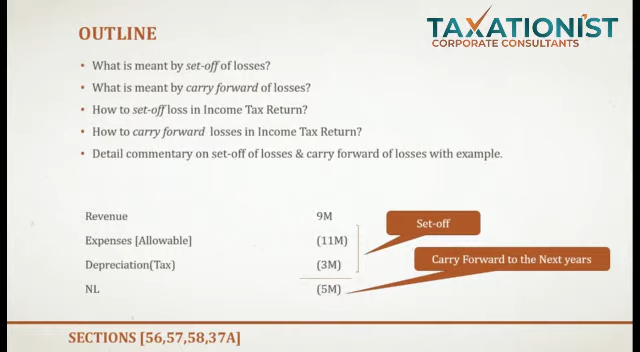 TAXATIONIST
CORPORATE CONSULTANTS
OUTLINE
• What is meant by set-off of losses?
• What is meant by carry forward of losses?
• How to set-off loss in Income Tax Return?
• How to carry forward losses in Income Tax Return?
• Detail commentary on set-off of losses & carry forward of losses with example.
Revenue 9M
Set-off
Expenses [Allowable] (11M)
Depreciation(Tax) (3M)
Carry Forward to the Next years
NL (5M)
SECTIONS [56,57,58,37A]